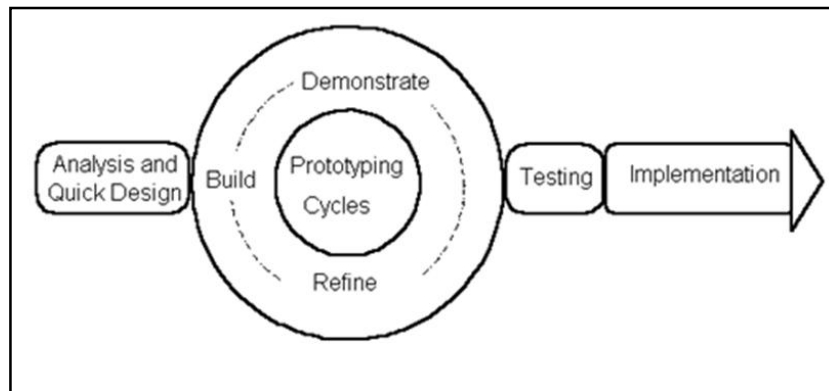 Demonstrate
Analysis and
Quick Design
Build
Prototyping
Cycles
Testing
Implementation
Refine